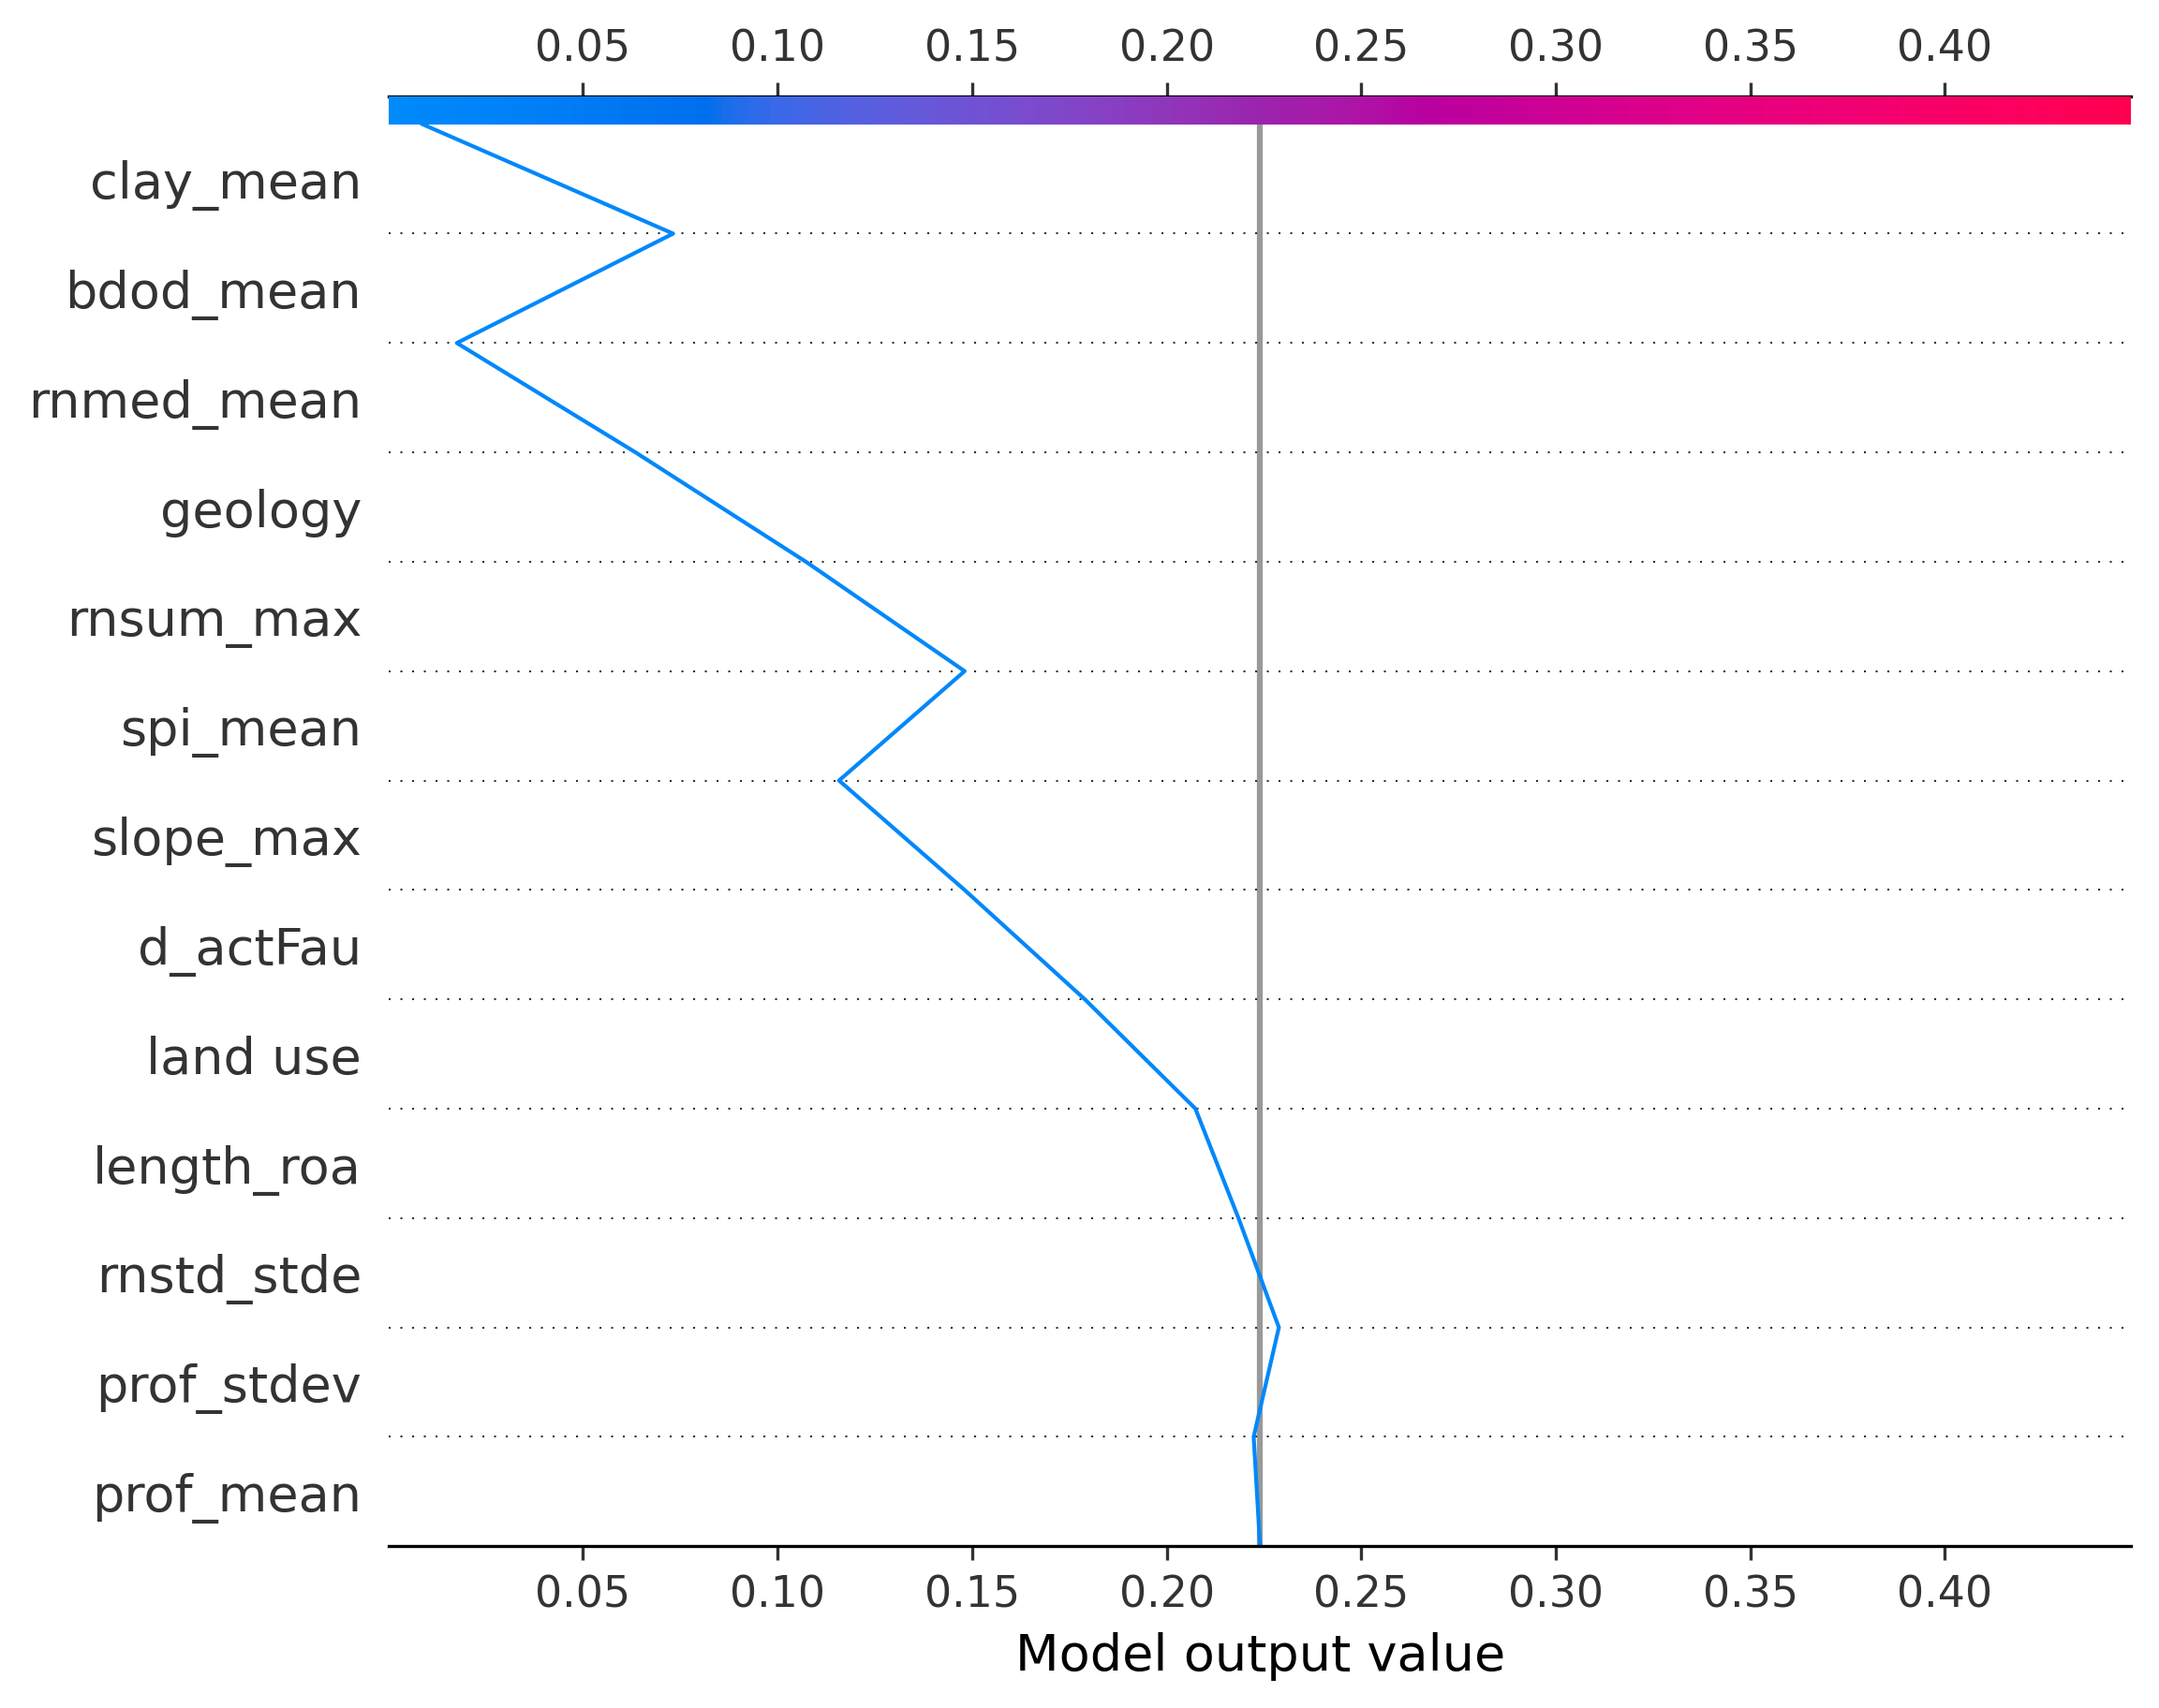 0.05 0.10 0.15 0.20 0.25 0.30 0.35 0.40
clay_mean
bdod_mean
rnmed_mean
geology
rnsum_max
spi_mean
slope_max
d_actFau
land use
length_roa
rnstd_stde
prof_stdev
prof_mean
0.05 0.10 0.15 0.20 0.25 0.30 0.35 0.40
Model output value